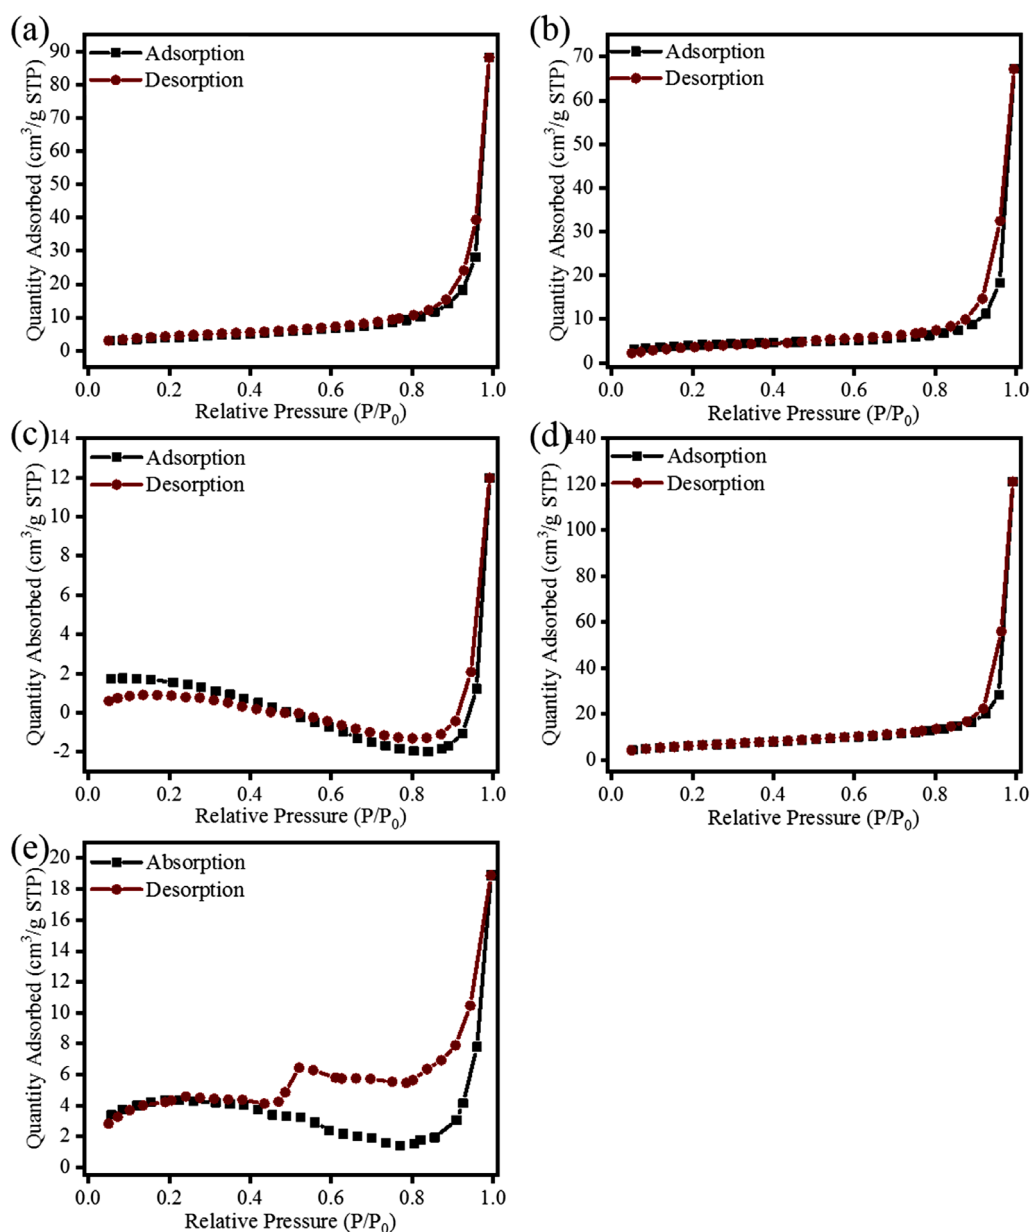 (a)
Adsorption
Desorption
90
80
70
60
50
40
30
20
10
0
Quantity Adsorbed (cm³/g STP)
0.0 0.2 0.4 0.6 0.8 1.0
Relative Pressure (P/P₀)
(b)
Adsorption
Desorption
70
60
50
40
30
20
10
0
Quantity Absorbed (cm³/g STP)
0.0 0.2 0.4 0.6 0.8 1.0
Relative Pressure (P/P₀)
(c)
Adsorption
Desorption
14
12
10
8
6
4
2
0
-2
Quantity Absorbed (cm³/g STP)
0.0 0.2 0.4 0.6 0.8 1.0
Relative Pressure (P/P₀)
(d)
Adsorption
Desorption
140
120
100
80
60
40
20
0
Quantity Adsorbed (cm³/g STP)
0.0 0.2 0.4 0.6 0.8 1.0
Relative Pressure (P/P₀)
(e)
Absorption
Desorption
20
18
16
14
12
10
8
6
4
2
0
Quantity Adsorbed (cm³/g STP)
0.0 0.2 0.4 0.6 0.8 1.0
Relative Pressure (P/P₀)